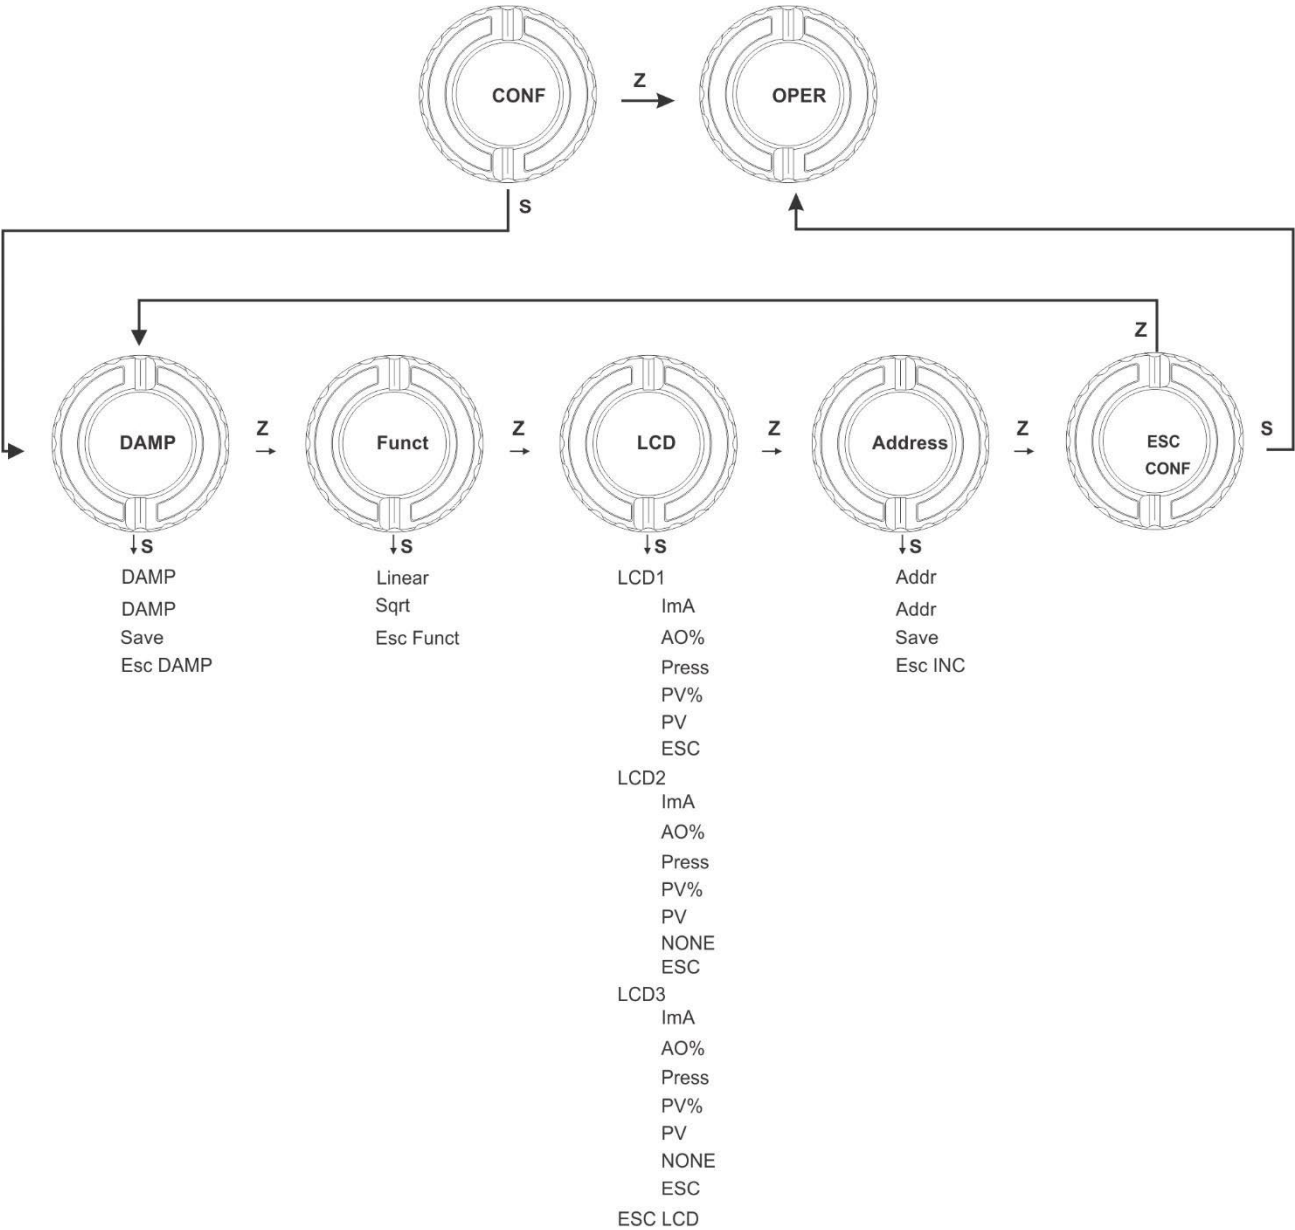 CONF
Z
OPER
S
Z
DAMP
Z
Funct
Z
LCD
Z
Address
Z
ESC
CONF
S
S
DAMP
DAMP
Save
Esc DAMP
S
Linear
Sqrt
Esc Funct
S
LCD1
ImA
AO%
Press
PV%
PV
ESC
LCD2
ImA
AO%
Press
PV%
PV
NONE
ESC
LCD3
ImA
AO%
Press
PV%
PV
NONE
ESC
ESC LCD
S
Addr
Addr
Save
Esc INC